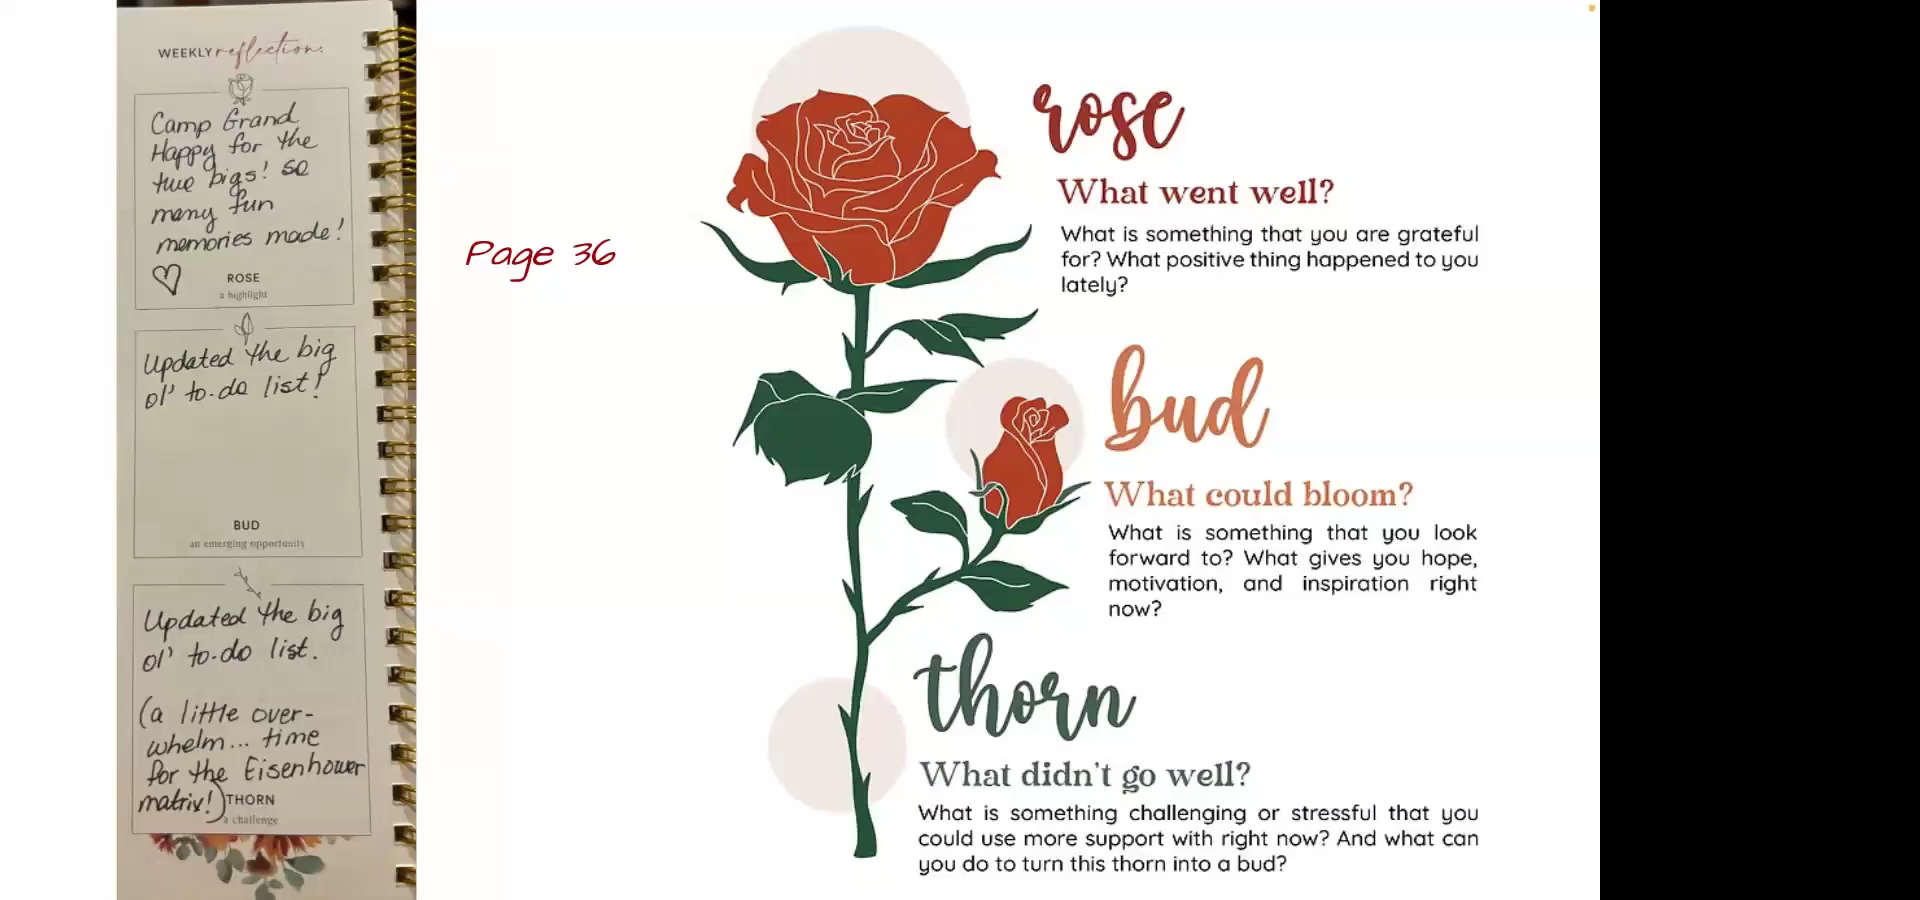 WEEKLY reflection:
Camp Grand
Happy for the
two bigs! so
many fun
memories made!
ROSE
a highlight
Updated the big
ol' to-do list!
BUD
an emerging opportunity
Updated the big
ol' to-do list.
(a little over-
whelm... time
for the Eisenhower
matrix!)
THORN
a challenge
Page 36
rose
What went well?
What is something that you are grateful
for? What positive thing happened to you
lately?
bud
What could bloom?
What is something that you look
forward to? What gives you hope,
motivation, and inspiration right
now?
thorn
What didn't go well?
What is something challenging or stressful that you
could use more support with right now? And what can
you do to turn this thorn into a bud?